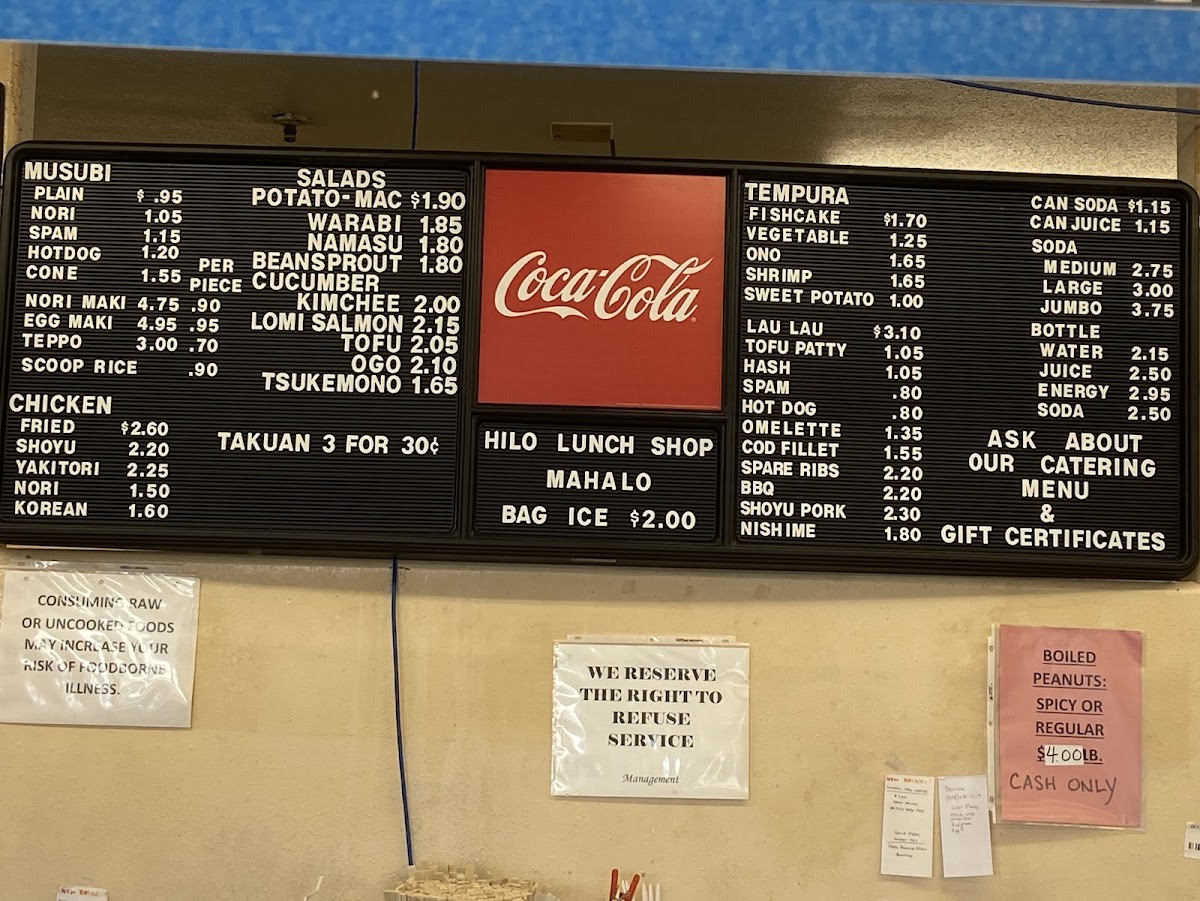 MUSUBI
PLAIN $ .95
NORI 1.05
SPAM 1.15
HOTDOG 1.20
CONE 1.55
PER
PIECE
NORI MAKI 4.75 .90
EGG MAKI 4.95 .95
TEPPO 3.00 .70
SCOOP RICE .90
CHICKEN
FRIED $2.60
SHOYU 2.20
YAKITORI 2.25
NORI 1.50
KOREAN 1.60
SALADS
POTATO-MAC $1.90
WARABI 1.85
NAMASU 1.80
BEANSPROUT 1.80
CUCUMBER
KIMCHEE 2.00
LOMI SALMON 2.15
TOFU 2.05
OGO 2.10
TSUKEMONO 1.65
TAKUAN 3 FOR 30¢
Coca-Cola
HILO LUNCH SHOP
MAHALO
BAG ICE $2.00
TEMPURA
FISHCAKE $1.70
VEGETABLE 1.25
ONO 1.65
SHRIMP 1.65
SWEET POTATO 1.00
LAU LAU $3.10
TOFU PATTY 1.05
HASH 1.05
SPAM .80
HOT DOG .80
OMELETTE 1.35
COD FILLET 1.55
SPARE RIBS 2.20
BBQ 2.20
SHOYU PORK 2.30
NISHIME 1.80
CAN SODA $1.15
CAN JUICE 1.15
SODA
MEDIUM 2.75
LARGE 3.00
JUMBO 3.75
BOTTLE
WATER 2.15
JUICE 2.50
ENERGY 2.95
SODA 2.50
ASK ABOUT
OUR CATERING
MENU
&
GIFT CERTIFICATES
CONSUMING RAW
OR UNCOOKED FOODS
MAY INCREASE YOUR
RISK OF FOODBORNE
ILLNESS.
WE RESERVE
THE RIGHT TO
REFUSE
SERVICE
Management
BOILED
PEANUTS:
SPICY OR
REGULAR
$4.00LB.
CASH ONLY